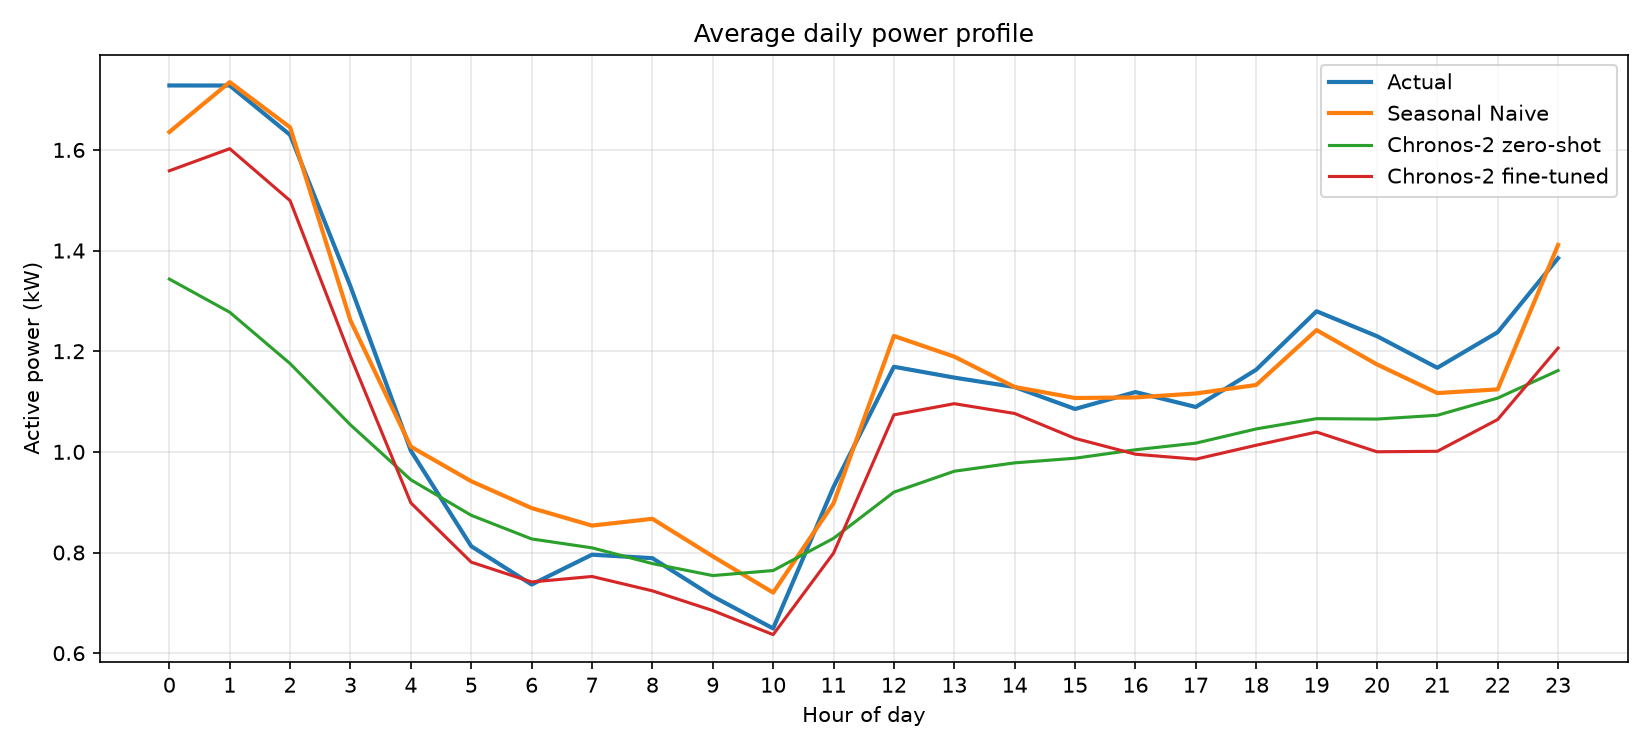 Average daily power profile
Actual
Seasonal Naive
Chronos-2 zero-shot
Chronos-2 fine-tuned
Active power (kW)
1.6
1.4
1.2
1.0
0.8
0.6
0 1 2 3 4 5 6 7 8 9 10 11 12 13 14 15 16 17 18 19 20 21 22 23
Hour of day